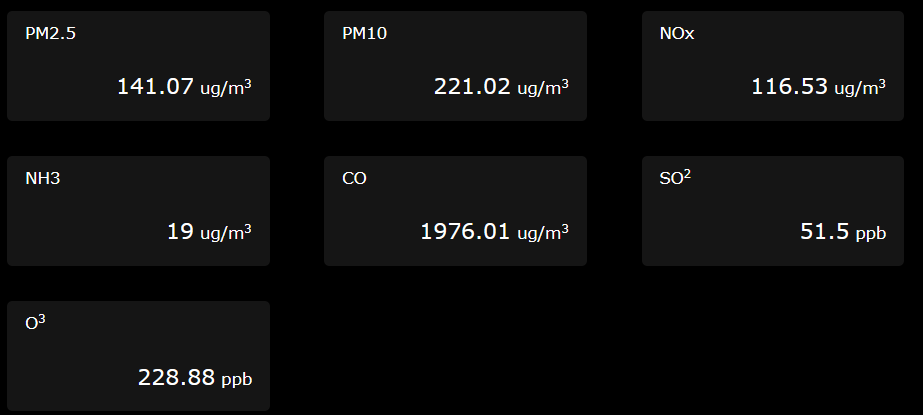 PM2.5
141.07 ug/m³
PM10
221.02 ug/m³
NOx
116.53 ug/m³
NH3
19 ug/m³
CO
1976.01 ug/m³
SO²
51.5 ppb
O³
228.88 ppb